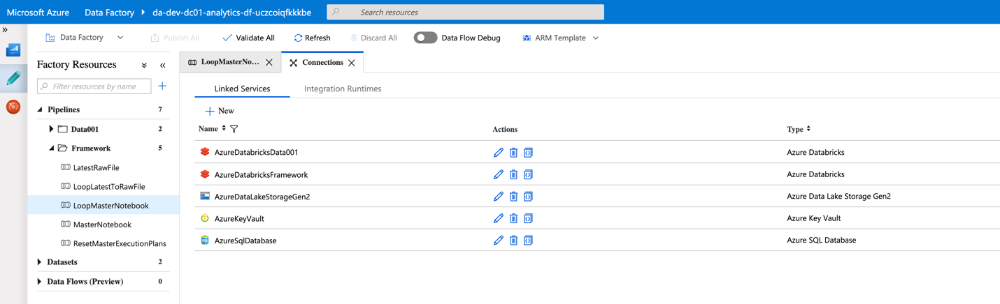 Microsoft Azure Data Factory da-dev-dc01-analytics-df-uczcoiqfkkkbe Search resources
Data Factory Publish All Validate All Refresh Discard All Data Flow Debug ARM Template
Factory Resources
LoopMasterNo... Connections
Filter resources by name
Linked Services Integration Runtimes
New
Pipelines 7
Name Actions Type
Data001 2
Framework 5
AzureDatabricksData001 Azure Databricks
LatestRawFile
AzureDatabricksFramework Azure Databricks
LoopLatestToRawFile
AzureDataLakeStorageGen2 Azure Data Lake Storage Gen2
LoopMasterNotebook
AzureKeyVault Azure Key Vault
MasterNotebook
AzureSqlDatabase Azure SQL Database
ResetMasterExecutionPlans
Datasets 2
Data Flows (Preview) 0